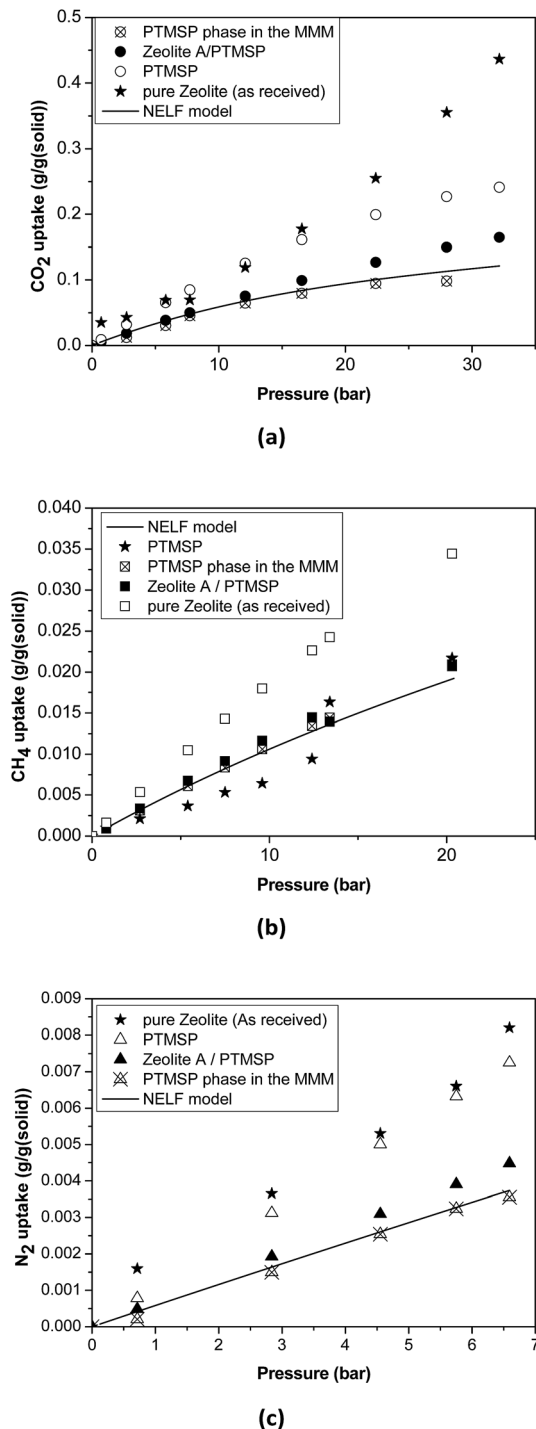 0.5
PTMSP phase in the MMM
Zeolite A/PTMSP
PTMSP
pure Zeolite (as received)
NELF model
0.4
0.3
0.2
0.1
0.0
CO2 uptake (g/g(solid))
0 10 20 30
Pressure (bar)
(a)
0.040
NELF model
PTMSP
PTMSP phase in the MMM
Zeolite A / PTMSP
pure Zeolite (as received)
0.035
0.030
0.025
0.020
0.015
0.010
0.005
0.000
CH4 uptake (g/g(solid))
0 10 20
Pressure (bar)
(b)
0.009
pure Zeolite (As received)
PTMSP
Zeolite A / PTMSP
PTMSP phase in the MMM
NELF model
0.008
0.007
0.006
0.005
0.004
0.003
0.002
0.001
0.000
N2 uptake (g/g(solid))
0 1 2 3 4 5 6 7
Pressure (bar)
(c)